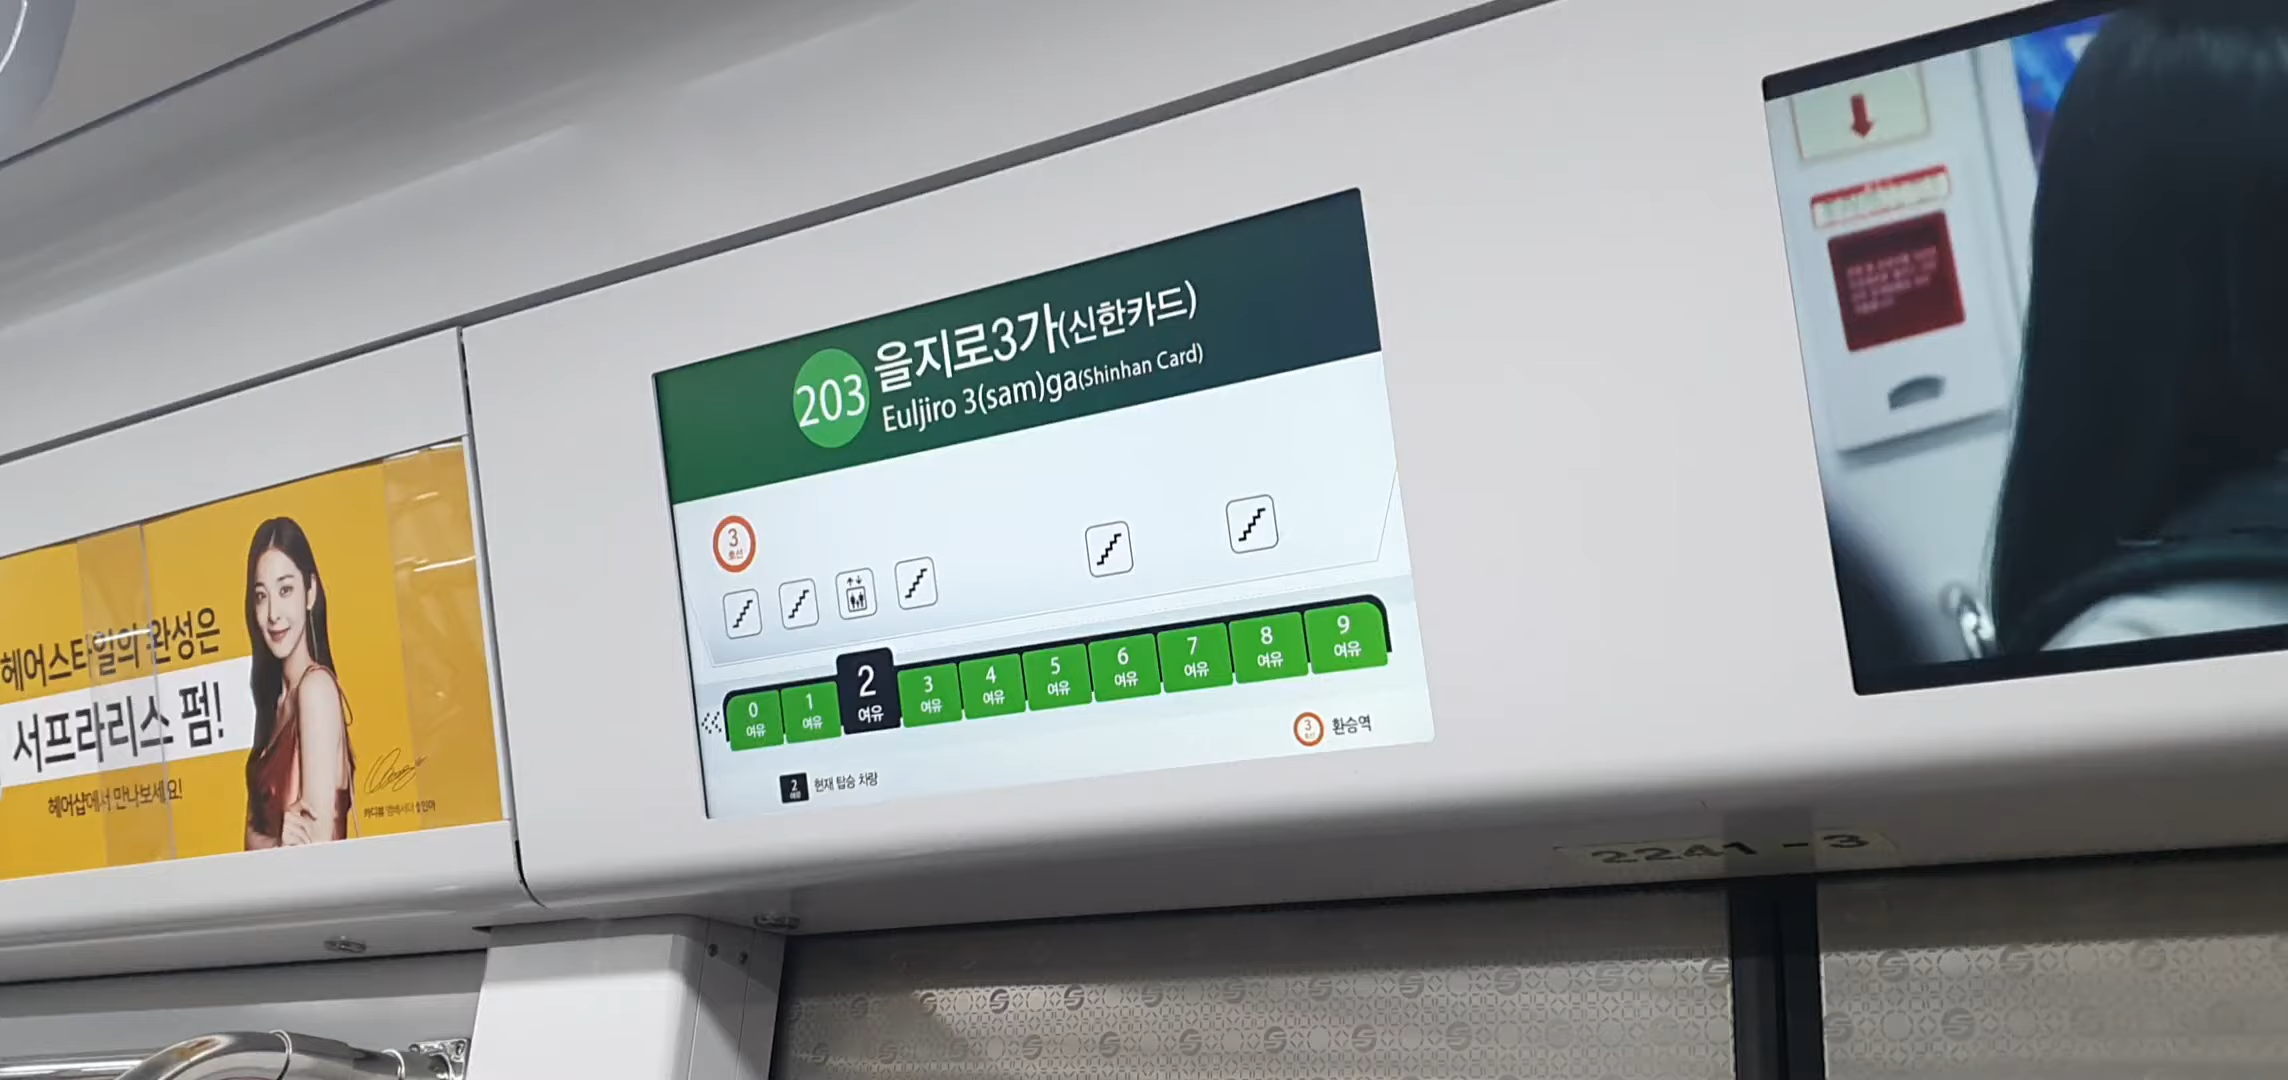 헤어스타일의 완성은
서프라리스 펌!
헤어샵에서 만나보세요!
203 을지로3가(신한카드)
Euljiro 3(sam)ga(Shinhan Card)
3
호선
0 1 2 3 4 5 6 7 8 9
여유 여유 여유 여유 여유 여유 여유 여유 여유 여유
3 환승역
2
여유
현재 탑승 차량
2241-3